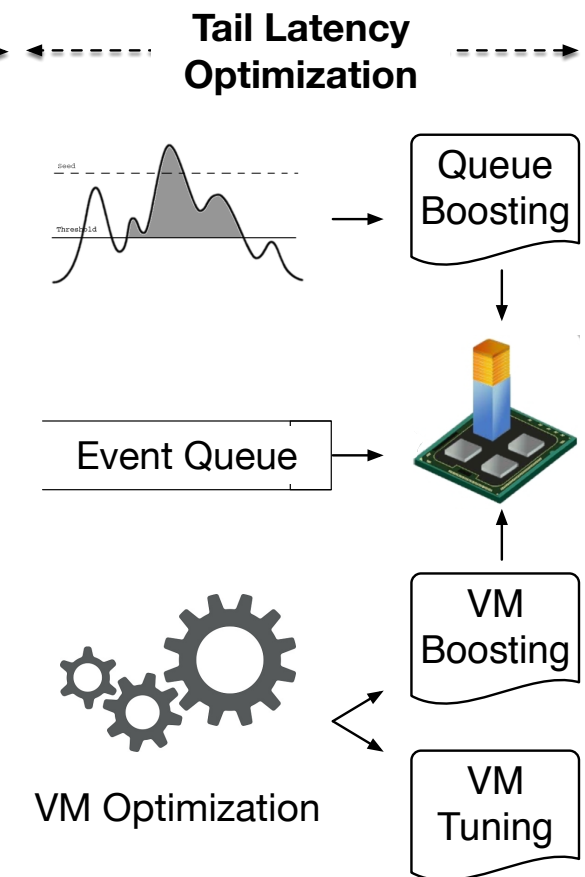 Tail Latency
Optimization
Seed
Threshold
Queue
Boosting
Event Queue
VM
Boosting
VM Optimization
VM
Tuning